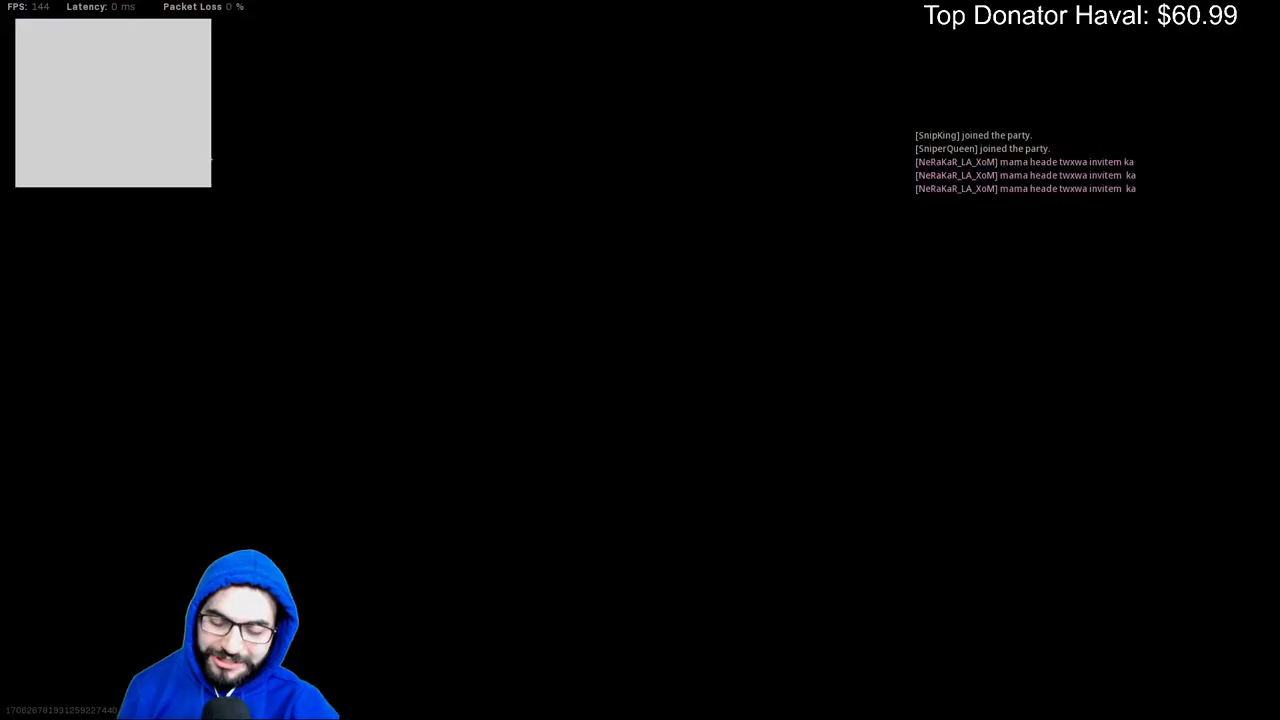 FPS: 144 Latency: 0 ms Packet Loss 0 %
Top Donator Haval: $60.99
[SnipKing] joined the party.
[SniperQueen] joined the party.
[NeRaKaR_LA_XoM] mama heade twxwa invitem ka
[NeRaKaR_LA_XoM] mama heade twxwa invitem ka
[NeRaKaR_LA_XoM] mama heade twxwa invitem ka